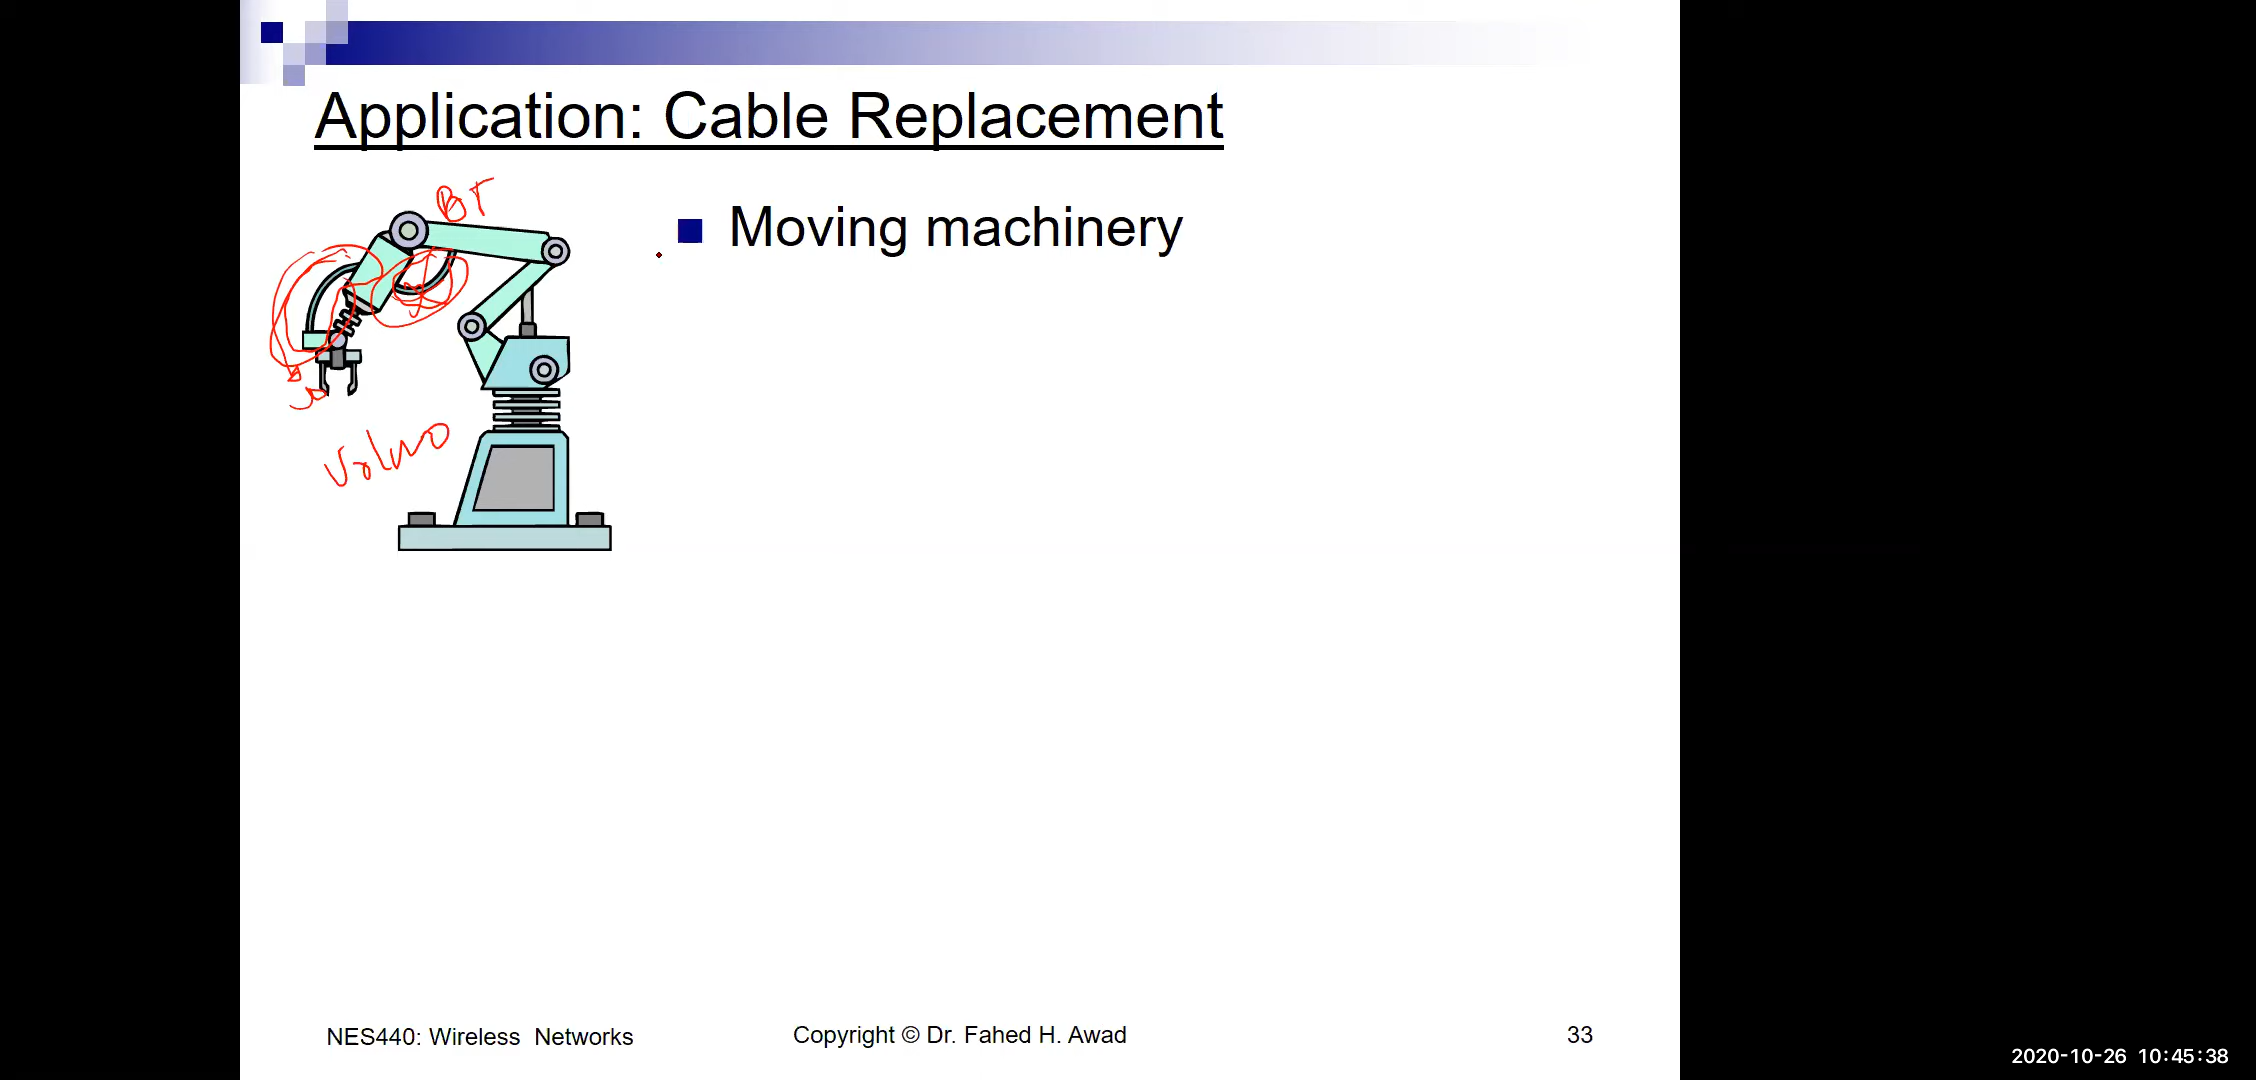 Application: Cable Replacement
BT
Moving machinery
Volvo
NES440: Wireless Networks
Copyright © Dr. Fahed H. Awad
33
2020-10-26 10:45:38